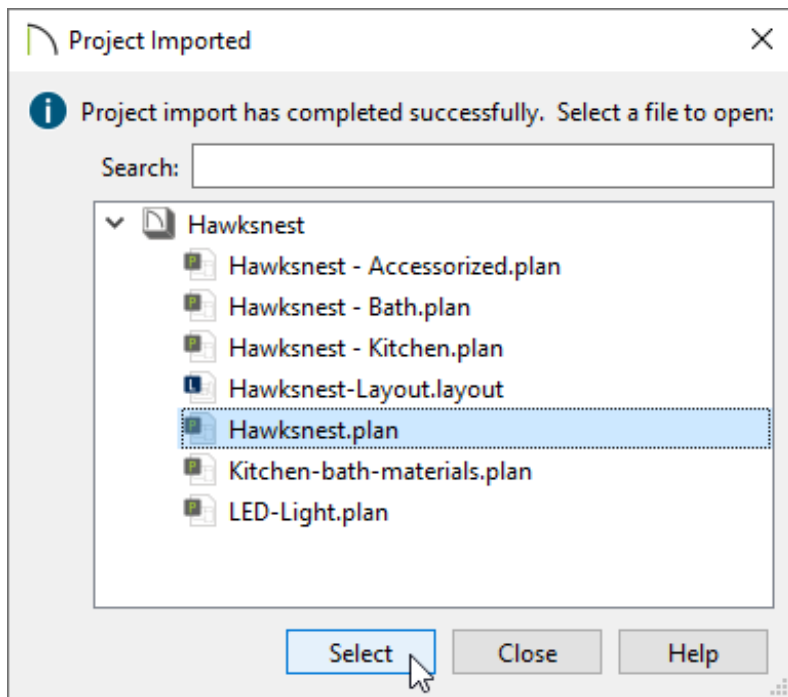 Project Imported
Project import has completed successfully. Select a file to open:
Search:
Hawksnest
Hawksnest - Accessorized.plan
Hawksnest - Bath.plan
Hawksnest - Kitchen.plan
Hawksnest-Layout.layout
Hawksnest.plan
Kitchen-bath-materials.plan
LED-Light.plan
Select Close Help